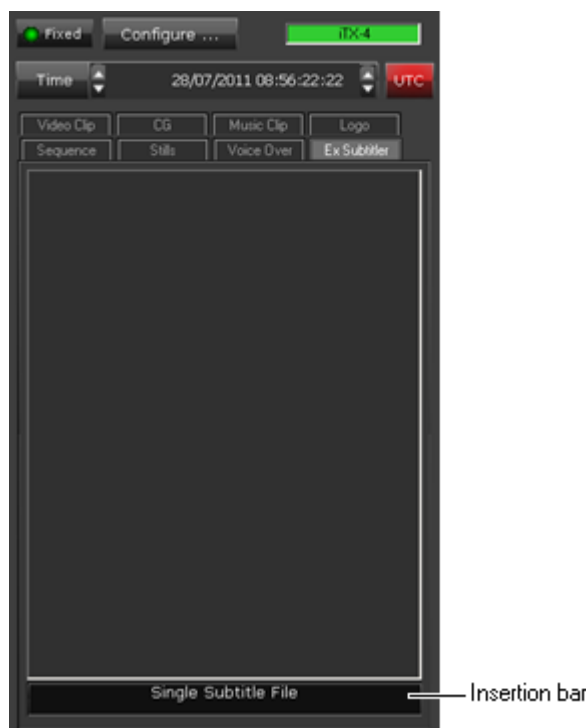 Fixed Configure ... iTX-4
Time 28/07/2011 08:56:22:22 UTC
Video Clip CG Music Clip Logo
Sequence Stills Voice Over Ex Subtitler
Single Subtitle File
Insertion bar